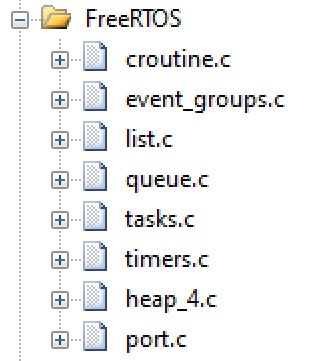 FreeRTOS
croutine.c
event_groups.c
list.c
queue.c
tasks.c
timers.c
heap_4.c
port.c